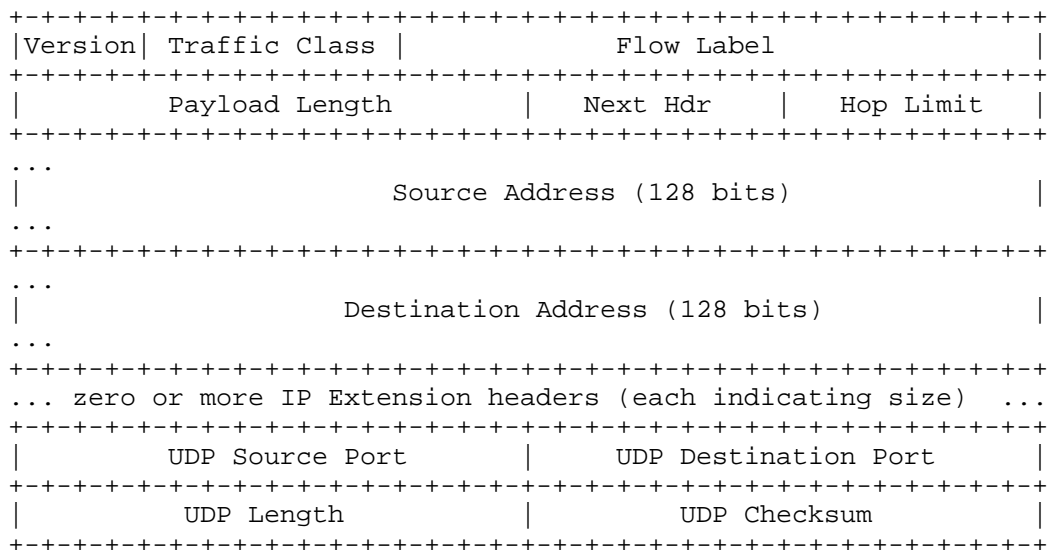 +-+-+-+-+-+-+-+-+-+-+-+-+-+-+-+-+-+-+-+-+-+-+-+-+-+-+-+-+-+-+-+-+
|Version| Traffic Class |             Flow Label                |
+-+-+-+-+-+-+-+-+-+-+-+-+-+-+-+-+-+-+-+-+-+-+-+-+-+-+-+-+-+-+-+-+
|         Payload Length        |   Next Hdr    |   Hop Limit   |
+-+-+-+-+-+-+-+-+-+-+-+-+-+-+-+-+-+-+-+-+-+-+-+-+-+-+-+-+-+-+-+-+
...
|                       Source Address (128 bits)               |
...
+-+-+-+-+-+-+-+-+-+-+-+-+-+-+-+-+-+-+-+-+-+-+-+-+-+-+-+-+-+-+-+-+
...
|                    Destination Address (128 bits)             |
...
+-+-+-+-+-+-+-+-+-+-+-+-+-+-+-+-+-+-+-+-+-+-+-+-+-+-+-+-+-+-+-+-+
... zero or more IP Extension headers (each indicating size)  ...
+-+-+-+-+-+-+-+-+-+-+-+-+-+-+-+-+-+-+-+-+-+-+-+-+-+-+-+-+-+-+-+-+
|         UDP Source Port       |     UDP Destination Port      |
+-+-+-+-+-+-+-+-+-+-+-+-+-+-+-+-+-+-+-+-+-+-+-+-+-+-+-+-+-+-+-+-+
|          UDP Length           |         UDP Checksum          |
+-+-+-+-+-+-+-+-+-+-+-+-+-+-+-+-+-+-+-+-+-+-+-+-+-+-+-+-+-+-+-+-+